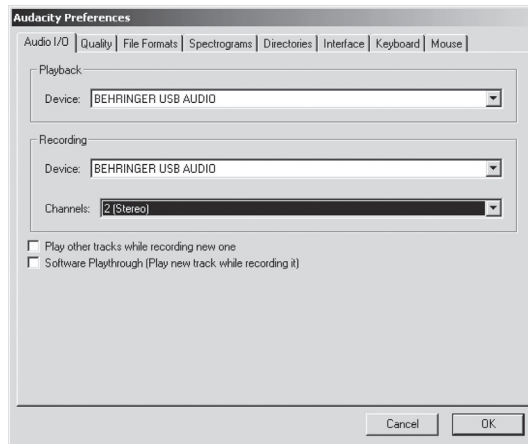 Audacity Preferences
Audio I/O Quality File Formats Spectrograms Directories Interface Keyboard Mouse
Playback
Device: BEHRINGER USB AUDIO
Recording
Device: BEHRINGER USB AUDIO
Channels: 2 (Stereo)
Play other tracks while recording new one
Software Playthrough (Play new track while recording it)
Cancel OK